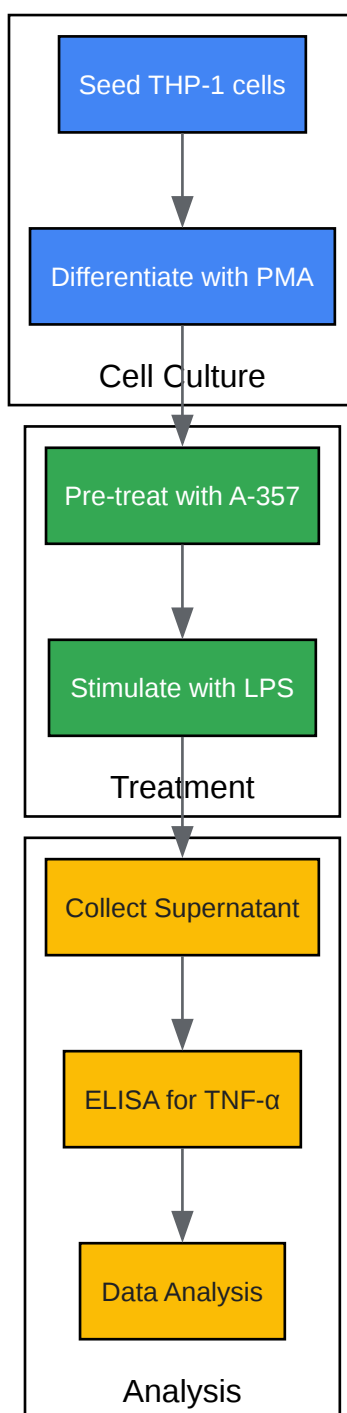 Seed THP-1 cells
Differentiate with PMA
Cell Culture
Pre-treat with A-357
Stimulate with LPS
Treatment
Collect Supernatant
ELISA for TNF-α
Data Analysis
Analysis